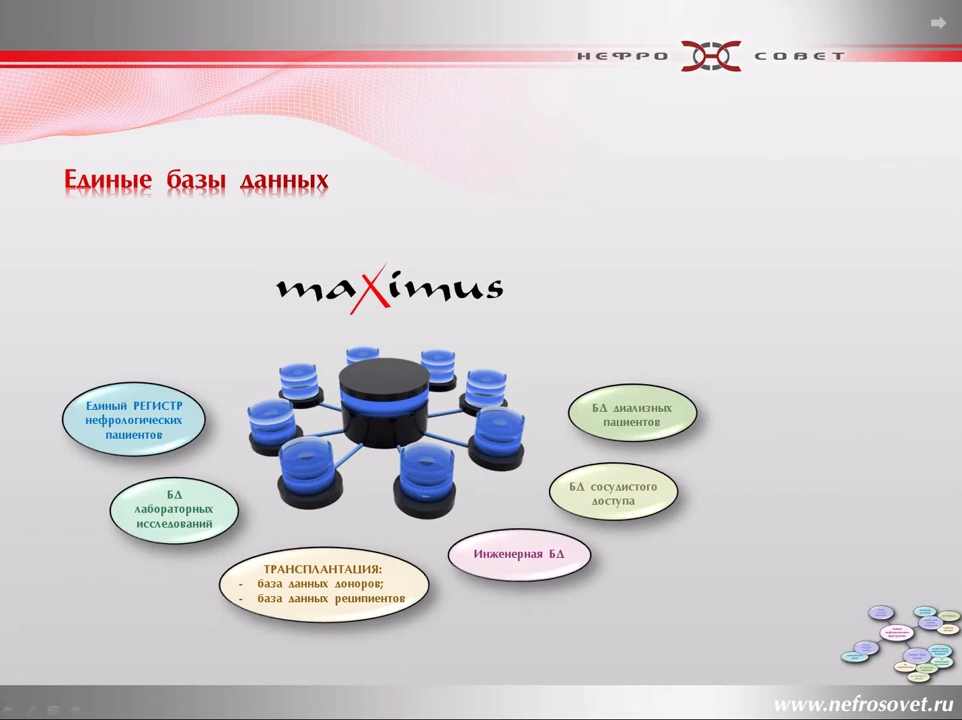 НЕФРО СОВЕТ
Единые базы данных
maximus
Единый РЕГИСТР
нефрологических
пациентов
БД диализных
пациентов
БД
лабораторных
исследований
БД сосудистого
доступа
Инженерная БД
ТРАНСПЛАНТАЦИЯ:
- база данных доноров;
- база данных реципиентов
www.nefrosovet.ru